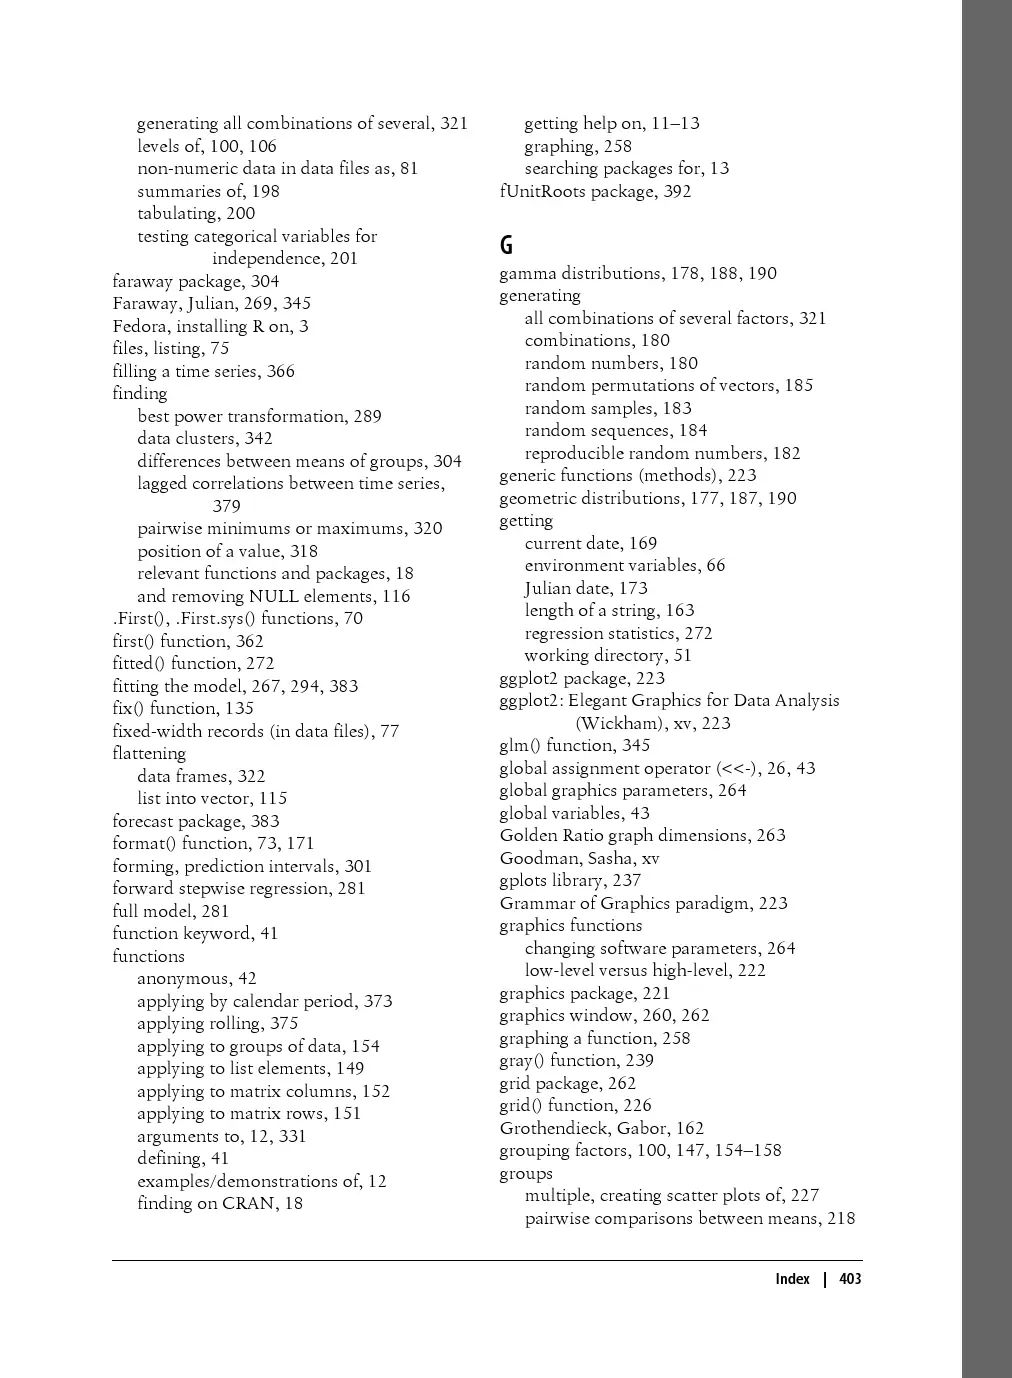 generating all combinations of several, 321
levels of, 100, 106
non-numeric data in data files as, 81
summaries of, 198
tabulating, 200
testing categorical variables for
independence, 201
faraway package, 304
Faraway, Julian, 269, 345
Fedora, installing R on, 3
files, listing, 75
filling a time series, 366
finding
best power transformation, 289
data clusters, 342
differences between means of groups, 304
lagged correlations between time series,
379
pairwise minimums or maximums, 320
position of a value, 318
relevant functions and packages, 18
and removing NULL elements, 116
.First(), .First.sys() functions, 70
first() function, 362
fitted() function, 272
fitting the model, 267, 294, 383
fix() function, 135
fixed-width records (in data files), 77
flattening
data frames, 322
list into vector, 115
forecast package, 383
format() function, 73, 171
forming, prediction intervals, 301
forward stepwise regression, 281
full model, 281
function keyword, 41
functions
anonymous, 42
applying by calendar period, 373
applying rolling, 375
applying to groups of data, 154
applying to list elements, 149
applying to matrix columns, 152
applying to matrix rows, 151
arguments to, 12, 331
defining, 41
examples/demonstrations of, 12
finding on CRAN, 18
getting help on, 11–13
graphing, 258
searching packages for, 13
fUnitRoots package, 392
G
gamma distributions, 178, 188, 190
generating
all combinations of several factors, 321
combinations, 180
random numbers, 180
random permutations of vectors, 185
random samples, 183
random sequences, 184
reproducible random numbers, 182
generic functions (methods), 223
geometric distributions, 177, 187, 190
getting
current date, 169
environment variables, 66
Julian date, 173
length of a string, 163
regression statistics, 272
working directory, 51
ggplot2 package, 223
ggplot2: Elegant Graphics for Data Analysis
(Wickham), xv, 223
glm() function, 345
global assignment operator (<<-), 26, 43
global graphics parameters, 264
global variables, 43
Golden Ratio graph dimensions, 263
Goodman, Sasha, xv
gplots library, 237
Grammar of Graphics paradigm, 223
graphics functions
changing software parameters, 264
low-level versus high-level, 222
graphics package, 221
graphics window, 260, 262
graphing a function, 258
gray() function, 239
grid package, 262
grid() function, 226
Grothendieck, Gabor, 162
grouping factors, 100, 147, 154–158
groups
multiple, creating scatter plots of, 227
pairwise comparisons between means, 218
Index | 403